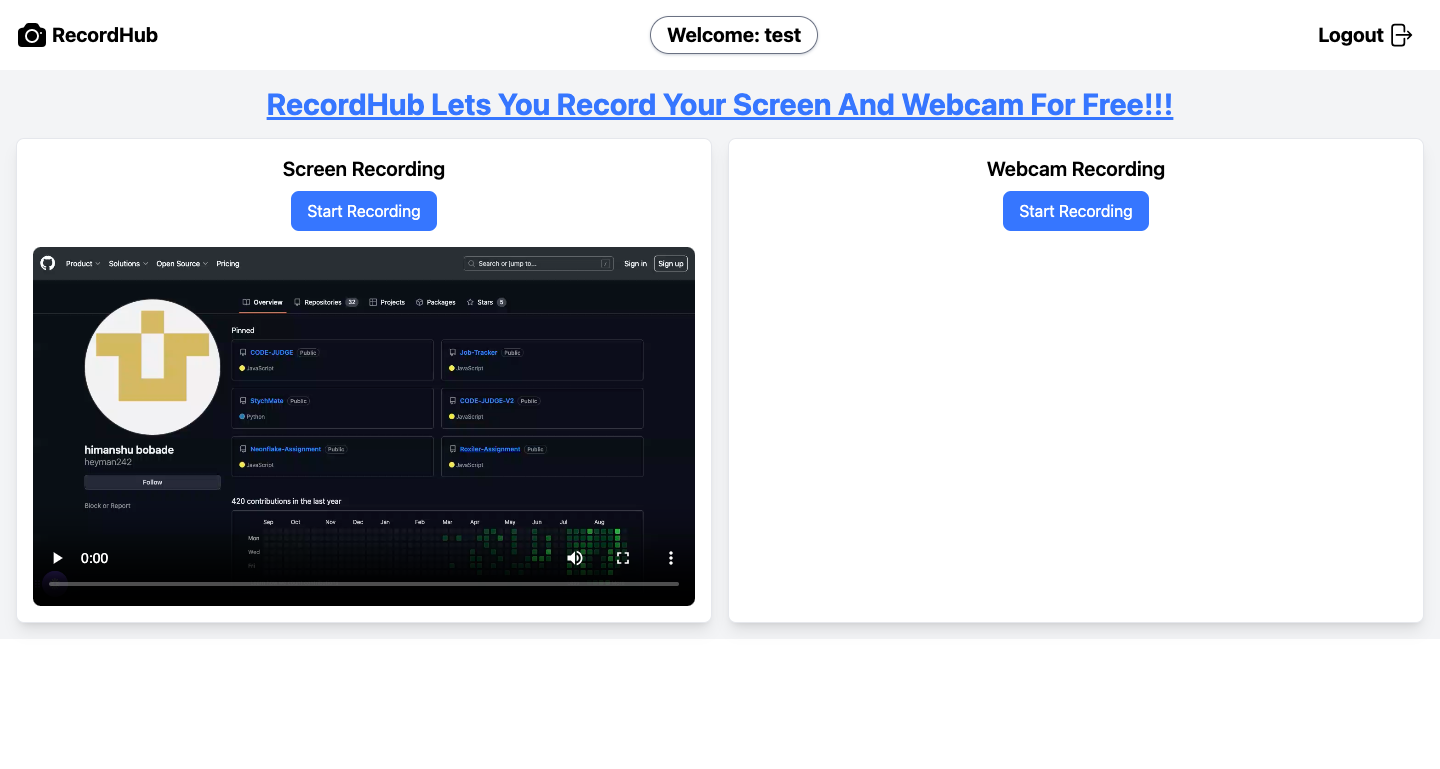 RecordHub
Welcome: test
Logout
RecordHub Lets You Record Your Screen And Webcam For Free!!!
Screen Recording
Start Recording
Product Solutions Open Source Pricing
Search or jump to... /
Sign in Sign up
Overview Repositories 32 Projects Packages Stars 5
himanshu bobade
heyman242
Follow
Block or Report
Pinned
CODE-JUDGE Public
JavaScript
Job-Tracker Public
JavaScript
StychMate Public
Python
CODE-JUDGE-V2 Public
JavaScript
Neonflake-Assignment Public
JavaScript
Roxiler-Assignment Public
JavaScript
420 contributions in the last year
Sep Oct Nov Dec Jan Feb Mar Apr May Jun Jul Aug
Mon
Wed
Fri
0:00
Webcam Recording
Start Recording